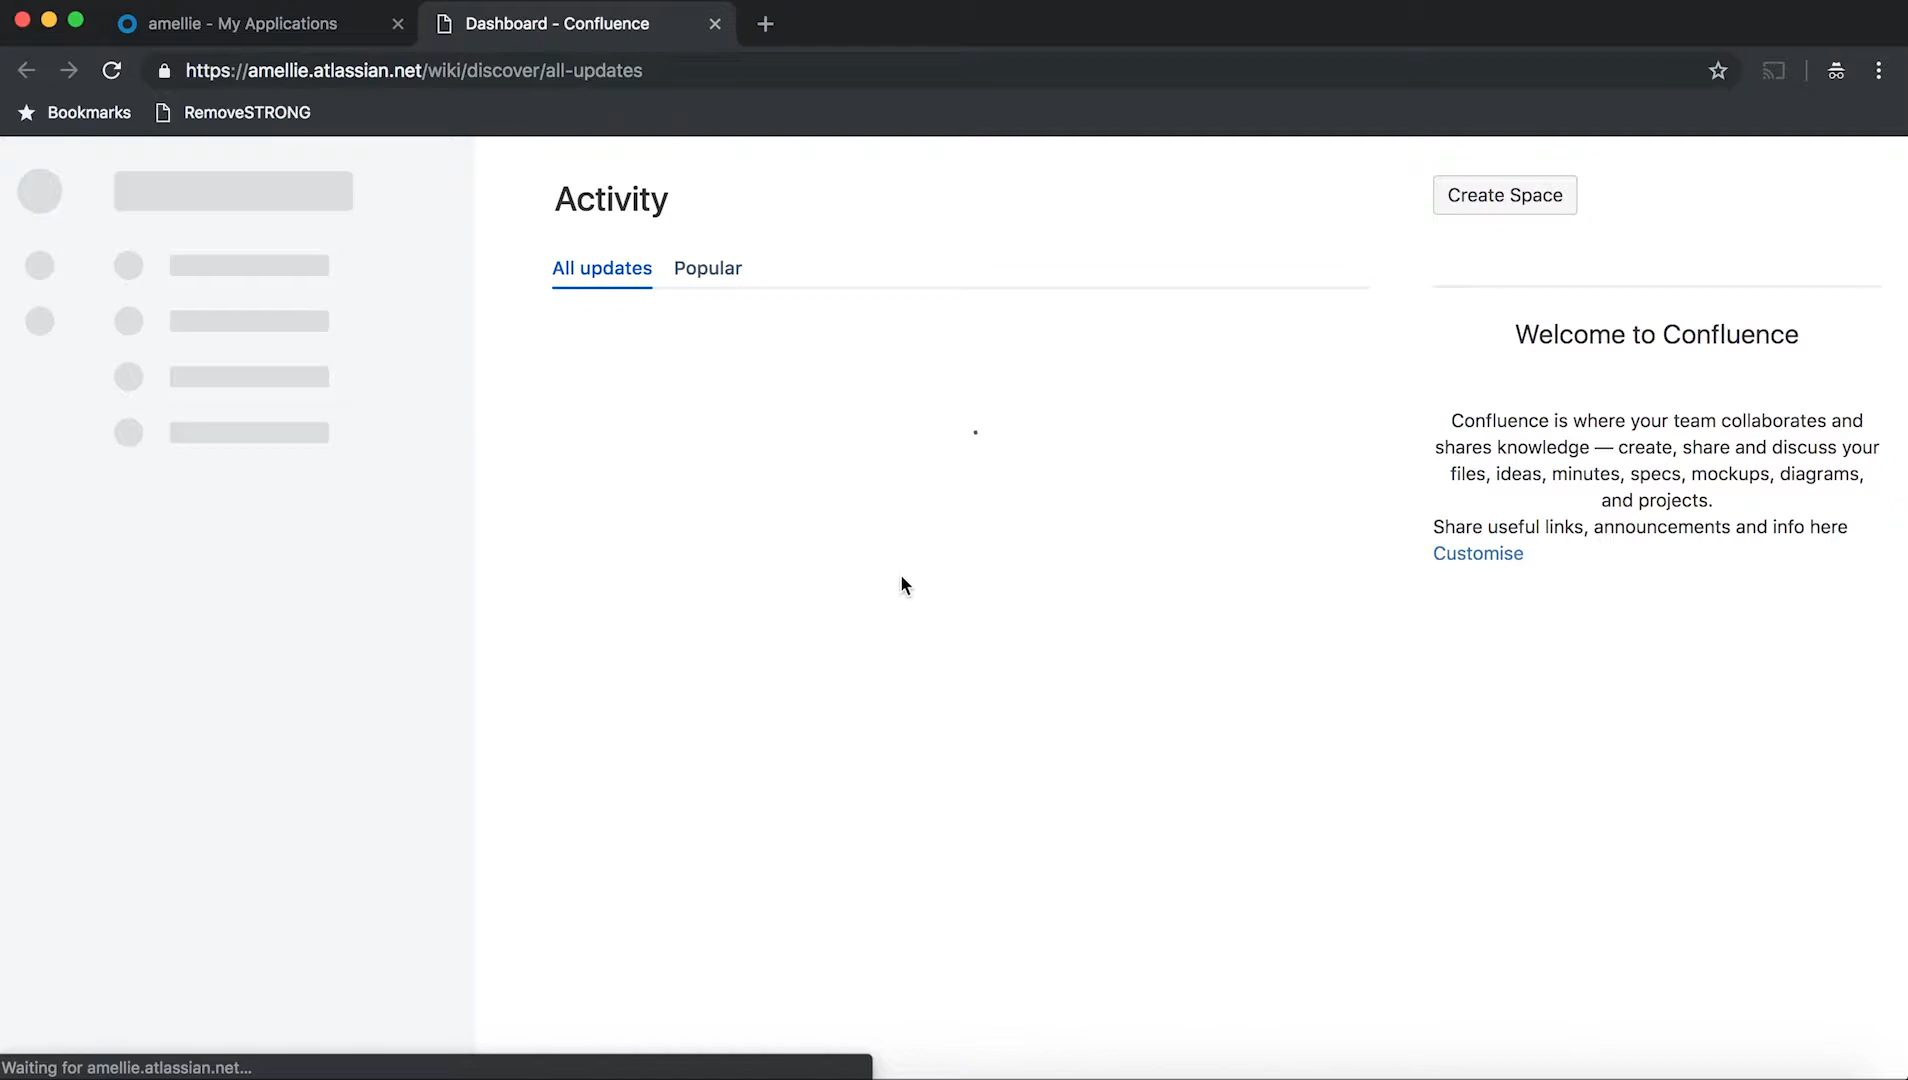 amellie - My Applications
Dashboard - Confluence
https://amellie.atlassian.net/wiki/discover/all-updates
Bookmarks
RemoveSTRONG
Activity
Create Space
All updates
Popular
Welcome to Confluence
Confluence is where your team collaborates and
shares knowledge — create, share and discuss your
files, ideas, minutes, specs, mockups, diagrams,
and projects.
Share useful links, announcements and info here
Customise
Waiting for amellie.atlassian.net...